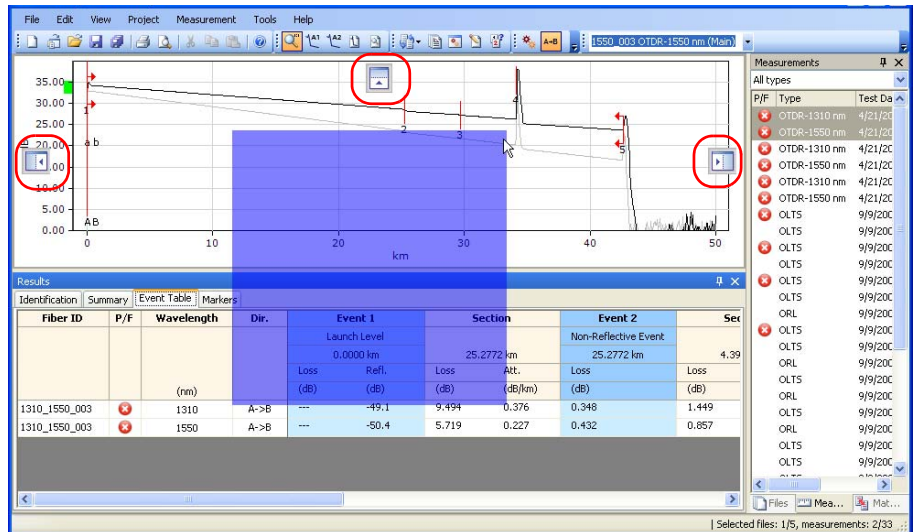 File Edit View Project Measurement Tools Help
A-B 1550_003 OTDR-1550 nm (Main)
35.00
30.00
25.00
20.00
10.00
5.00
0.00
1
a b
A B
2
3
4
5
0 10 20 30 40 50
km
Results
Identification Summary Event Table Markers
Fiber ID P/F Wavelength Dir. Event 1 Section Event 2 Sec
Launch Level Non-Reflective Event
0.0000 km 25.2772 km 25.2772 km 4.39
Loss Refl. Loss Att. Loss Loss
(nm) (dB) (dB) (dB) (dB/km) (dB) (dB)
1310_1550_003 1310 A->B --- -49.1 9.494 0.376 0.348 1.449
1310_1550_003 1550 A->B --- -50.4 5.719 0.227 0.432 0.857
Measurements
All types
P/F Type Test Da
OTDR-1310 nm 4/21/20
OTDR-1550 nm 4/21/20
OTDR-1310 nm 4/21/20
OTDR-1550 nm 4/21/20
OTDR-1310 nm 4/21/20
OTDR-1550 nm 4/21/20
OLTS 9/9/200
OLTS 9/9/200
OLTS 9/9/200
OLTS 9/9/200
OLTS 9/9/200
OLTS 9/9/200
ORL 9/9/200
OLTS 9/9/200
OLTS 9/9/200
ORL 9/9/200
OLTS 9/9/200
ORL 9/9/200
OLTS 9/9/200
ORL 9/9/200
OLTS 9/9/200
OLTS 9/9/200
Files Mea... Mat...
Selected files: 1/5, measurements: 2/33